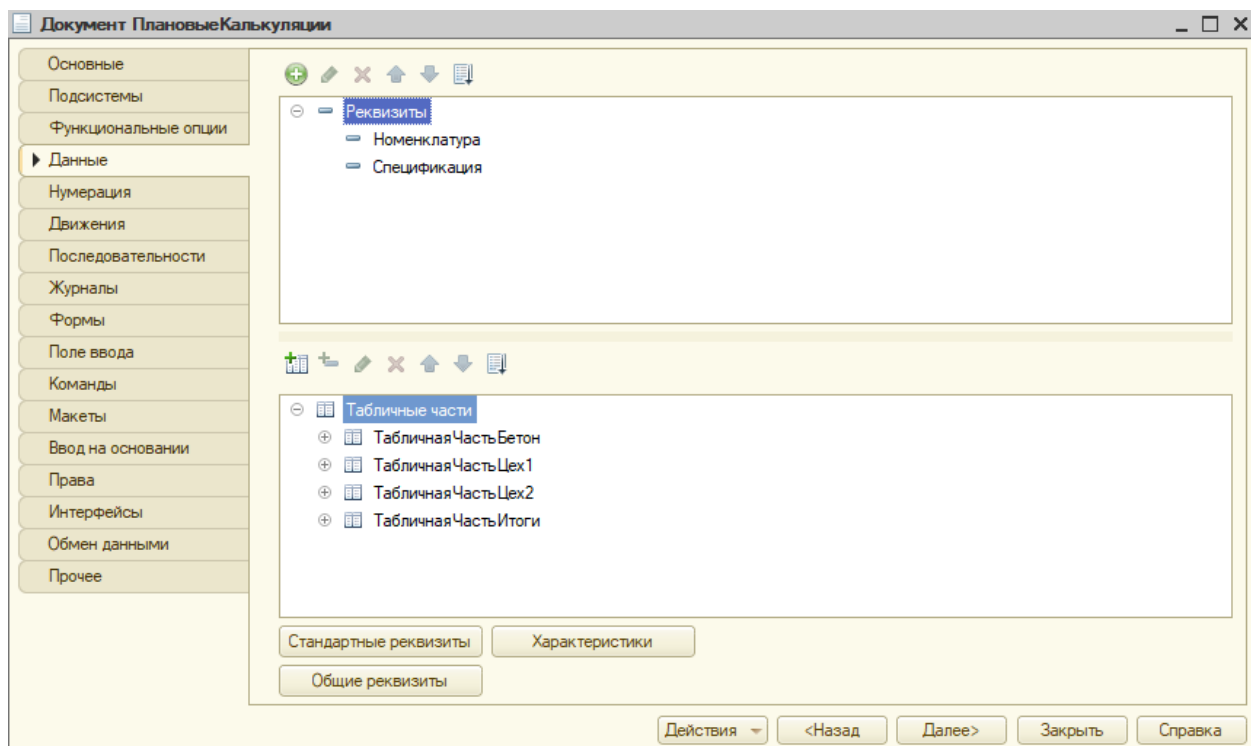 Документ ПлановыеКалькуляции
Основные
Подсистемы
Функциональные опции
Данные
Нумерация
Движения
Последовательности
Журналы
Формы
Поле ввода
Команды
Макеты
Ввод на основании
Права
Интерфейсы
Обмен данными
Прочее
Реквизиты
Номенклатура
Спецификация
Табличные части
ТабличнаяЧастьБетон
ТабличнаяЧастьЦех1
ТабличнаяЧастьЦех2
ТабличнаяЧастьИтоги
Стандартные реквизиты Характеристики
Общие реквизиты
Действия <Назад Далее> Закрыть Справка